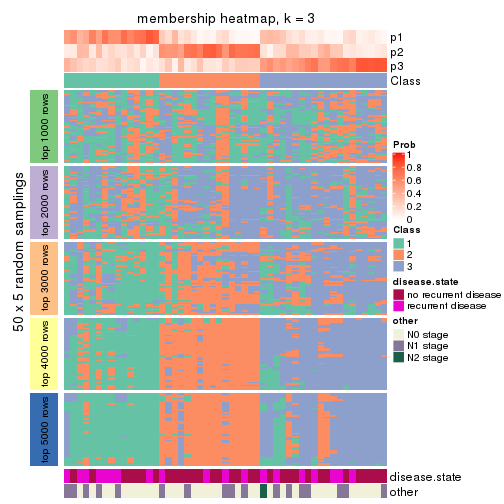 membership heatmap, k = 3
p1
p2
p3
Class
50 x 5 random samplings
top 1000 rows
top 2000 rows
top 3000 rows
top 4000 rows
top 5000 rows
disease.state
other
Prob
1
0.8
0.6
0.4
0.2
0
Class
1
2
3
disease.state
no recurrent disease
recurrent disease
other
N0 stage
N1 stage
N2 stage